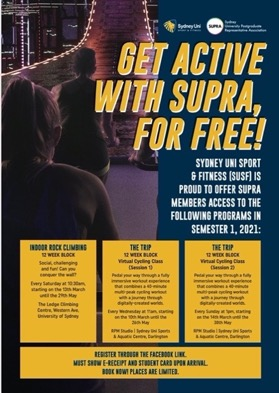 Sydney Uni
SUPRA
Sydney
University Postgraduate
Representative Association
GET ACTIVE
WITH SUPRA,
FOR FREE!
SYDNEY UNI SPORT
& FITNESS (SUSF) IS
PROUD TO OFFER SUPRA
MEMBERS ACCESS TO THE
FOLLOWING PROGRAMS IN
SEMESTER 1, 2021:
INDOOR ROCK CLIMBING
12 WEEK BLOCK
Social, challenging
and fun! Can you
conquer the wall?
Every Saturday at 10:30am,
starting on the 13th March
until the 29th May
The Ledge Climbing
Centre, Western Ave,
University of Sydney
THE TRIP
12 WEEK BLOCK
Virtual Cycling Class
(Session 1)
Pedal your way through a fully
immersive workout experience
that combines a 40-minute
multi-peak cycling workout
with a journey through
digitally-created worlds.
Every Wednesday at 11am, starting
on the 10th March until the
26th May
RPM Studio | Sydney Uni Sports
& Aquatic Centre, Darlington
THE TRIP
12 WEEK BLOCK
Virtual Cycling Class
(Session 2)
Pedal your way through a fully
immersive workout experience
that combines a 40-minute
multi-peak cycling workout
with a journey through
digitally-created worlds.
Every Sunday at 1pm, starting
on the 14th March until the
30th May
RPM Studio | Sydney Uni Sports
& Aquatic Centre, Darlington
REGISTER THROUGH THE FACEBOOK LINK.
MUST SHOW E-RECEIPT AND STUDENT CARD UPON ARRIVAL.
BOOK NOW! PLACES ARE LIMITED.